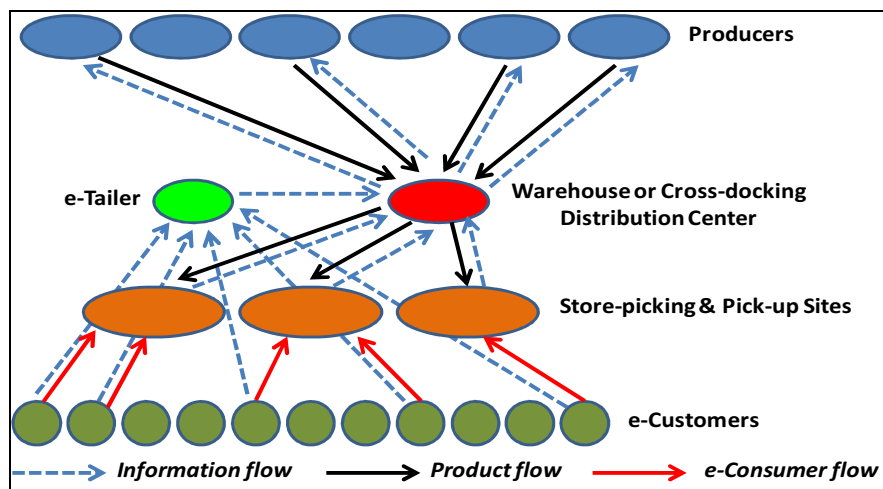 Producers
e-Tailer
Warehouse or Cross-docking
Distribution Center
Store-picking & Pick-up Sites
e-Customers
Information flow
Product flow
e-Consumer flow